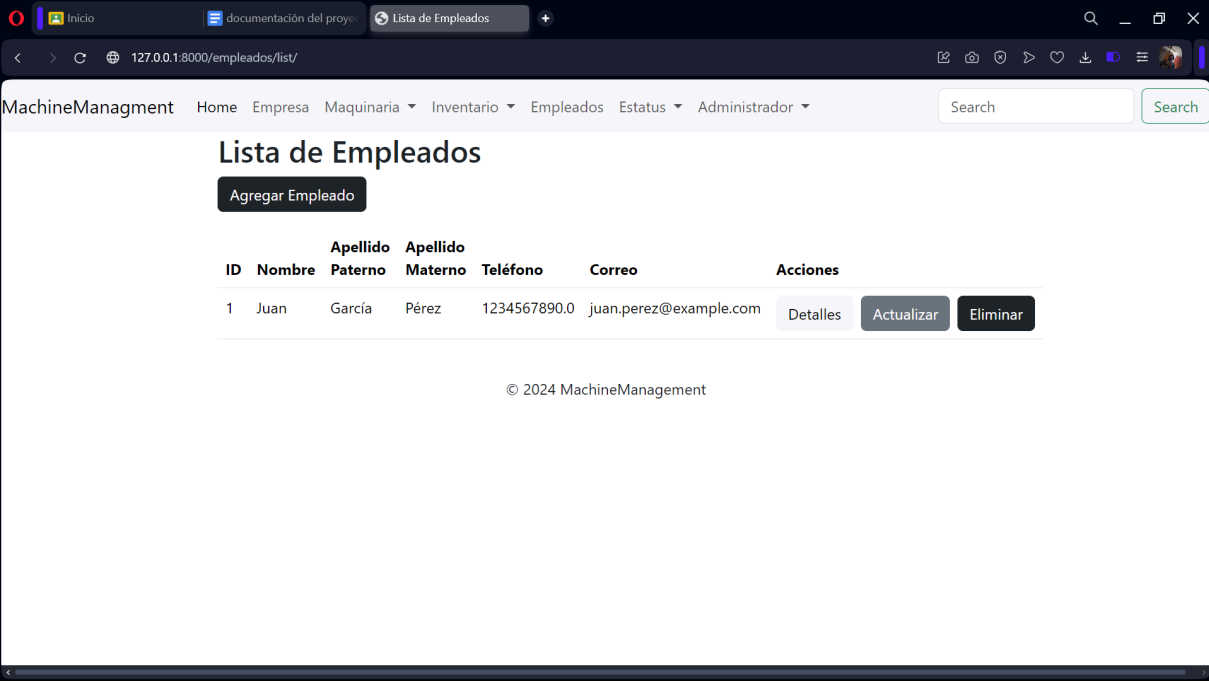 Inicio
documentación del proye
Lista de Empleados
127.0.0.1:8000/empleados/list/
MachineManagment Home Empresa Maquinaria Inventario Empleados Estatus Administrador Search Search
Lista de Empleados
Agregar Empleado
ID Nombre Apellido Paterno Apellido Materno Teléfono Correo Acciones
1 Juan García Pérez 1234567890.0 juan.perez@example.com Detalles Actualizar Eliminar
© 2024 MachineManagement